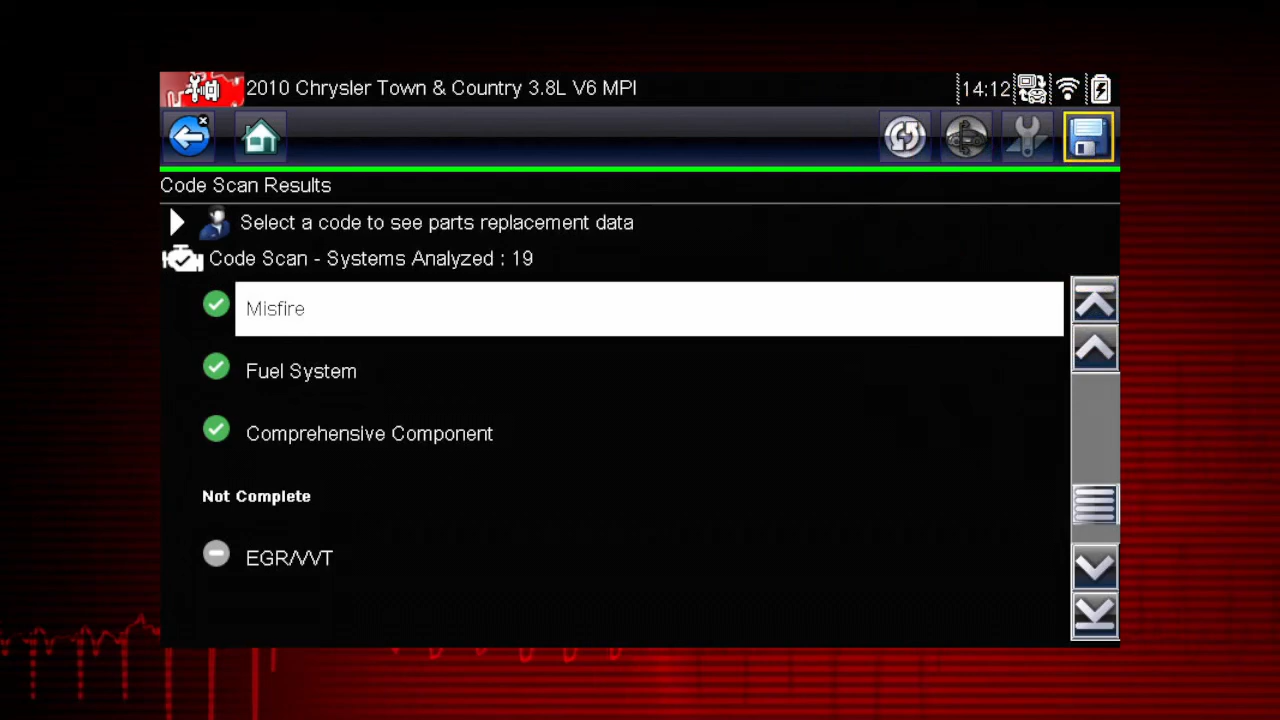 2010 Chrysler Town & Country 3.8L V6 MPI
14:12
Code Scan Results
Select a code to see parts replacement data
Code Scan - Systems Analyzed : 19
Misfire
Fuel System
Comprehensive Component
Not Complete
EGR/VVT